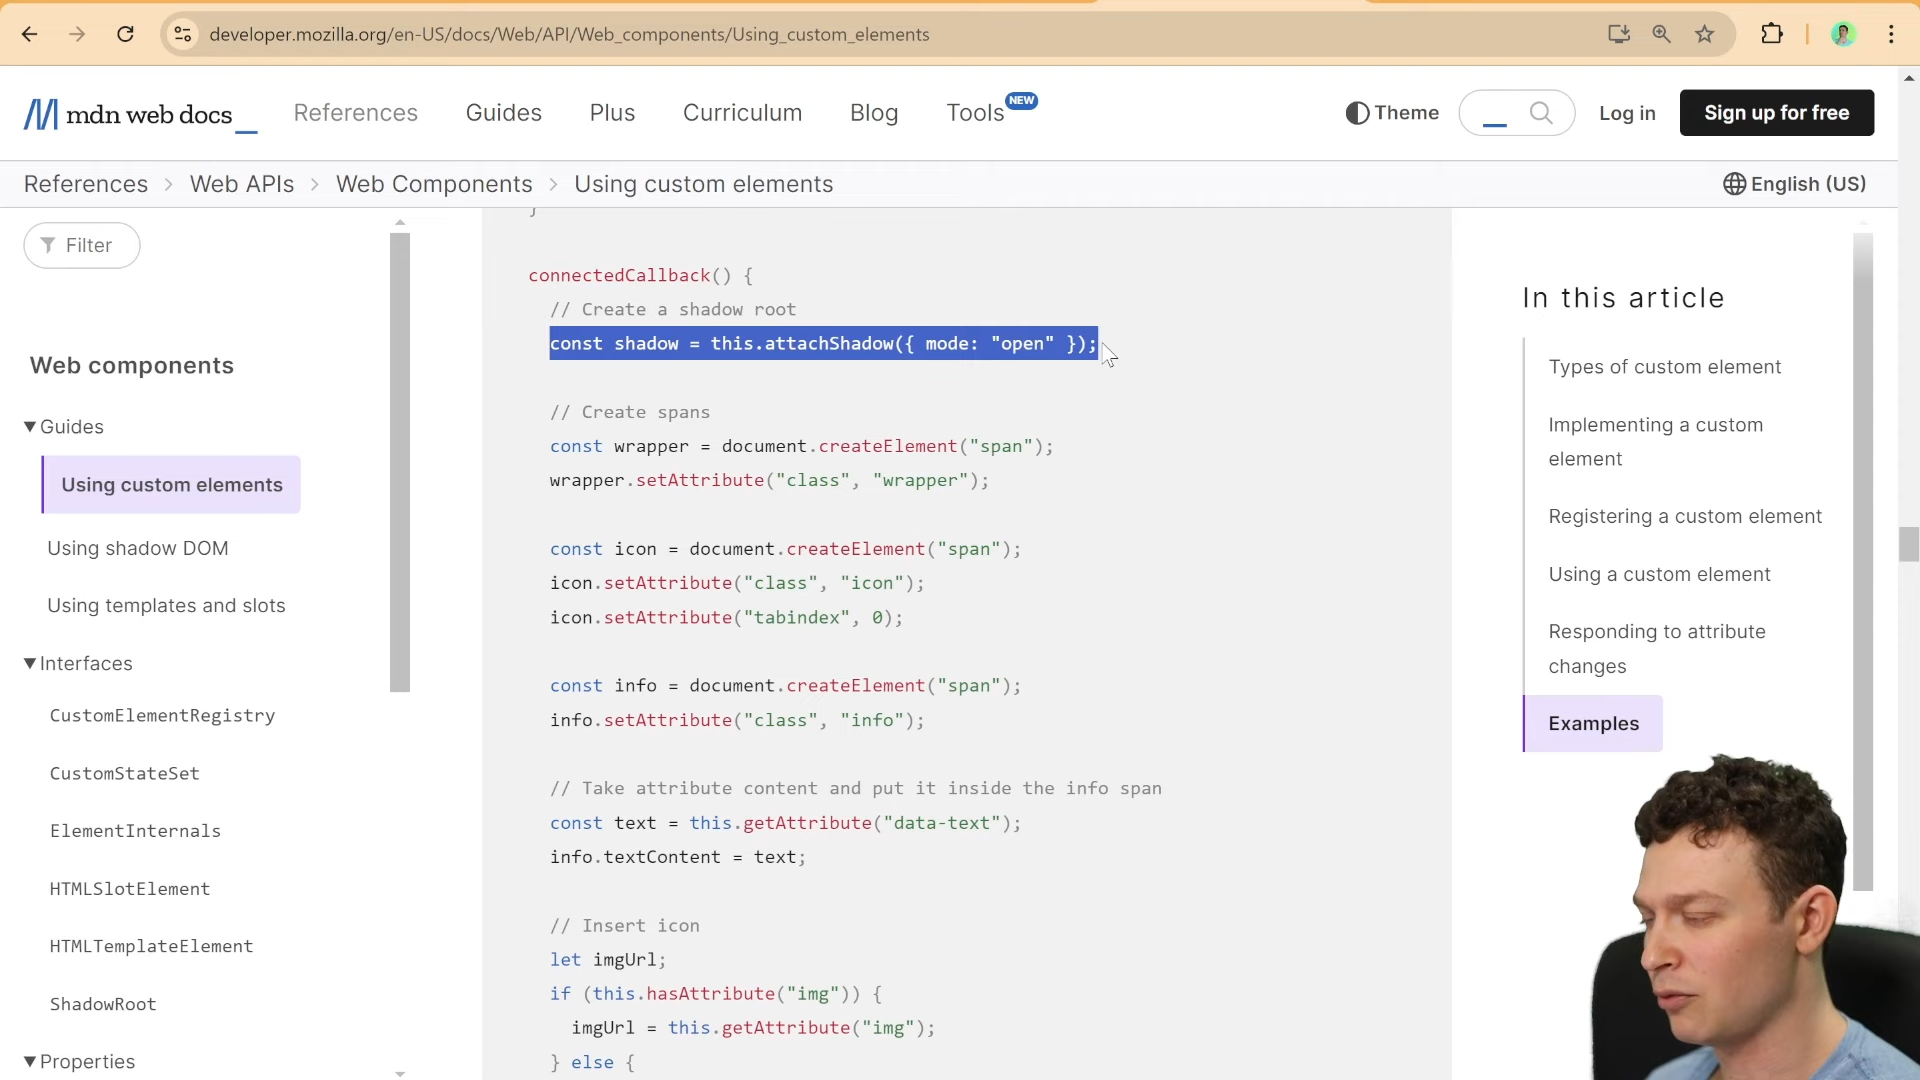 developer.mozilla.org/en-US/docs/Web/API/Web_components/Using_custom_elements
mdn web docs_
References
Guides
Plus
Curriculum
Blog
Tools
NEW
Theme
Log in
Sign up for free
References
Web APIs
Web Components
Using custom elements
English (US)
Filter
Web components
Guides
Using custom elements
Using shadow DOM
Using templates and slots
Interfaces
CustomElementRegistry
CustomStateSet
ElementInternals
HTMLSlotElement
HTMLTemplateElement
ShadowRoot
Properties
}
connectedCallback() {
// Create a shadow root
const shadow = this.attachShadow({ mode: "open" });
// Create spans
const wrapper = document.createElement("span");
wrapper.setAttribute("class", "wrapper");
const icon = document.createElement("span");
icon.setAttribute("class", "icon");
icon.setAttribute("tabindex", 0);
const info = document.createElement("span");
info.setAttribute("class", "info");
// Take attribute content and put it inside the info span
const text = this.getAttribute("data-text");
info.textContent = text;
// Insert icon
let imgUrl;
if (this.hasAttribute("img")) {
imgUrl = this.getAttribute("img");
} else {
In this article
Types of custom element
Implementing a custom
element
Registering a custom element
Using a custom element
Responding to attribute
changes
Examples